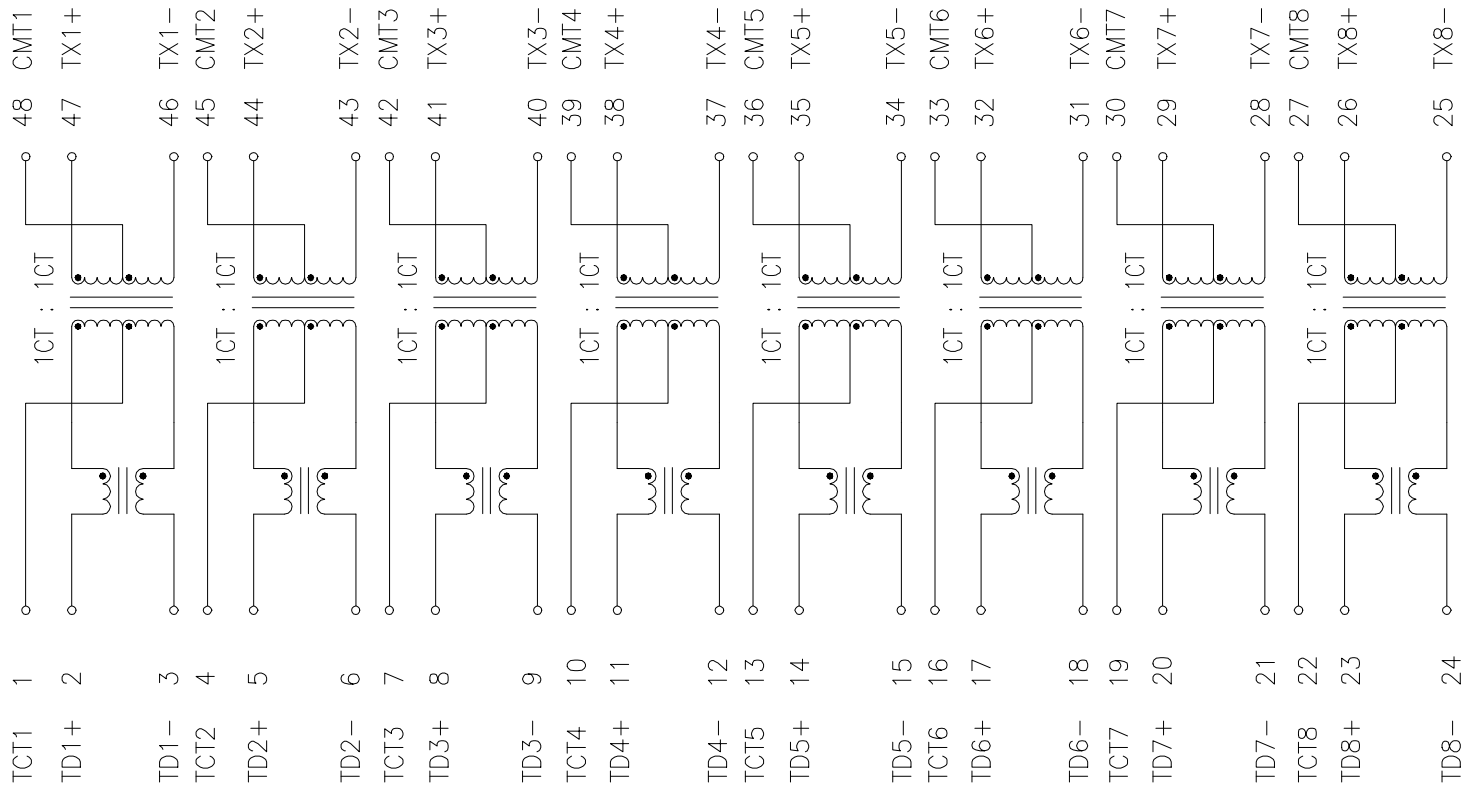 CMT1 TX1+ TX1- CMT2 TX2+ TX2- CMT3 TX3+ TX3- CMT4 TX4+ TX4- CMT5 TX5+ TX5- CMT6 TX6+ TX6- CMT7 TX7+ TX7- CMT8 TX8+ TX8-
48 47 46 45 44 43 42 41 40 39 38 37 36 35 34 33 32 31 30 29 28 27 26 25
1CT : 1CT 1CT : 1CT 1CT : 1CT 1CT : 1CT 1CT : 1CT 1CT : 1CT 1CT : 1CT 1CT : 1CT
1 2 3 4 5 6 7 8 9 10 11 12 13 14 15 16 17 18 19 20 21 22 23 24
TCT1 TD1+ TD1- TCT2 TD2+ TD2- TCT3 TD3+ TD3- TCT4 TD4+ TD4- TCT5 TD5+ TD5- TCT6 TD6+ TD6- TCT7 TD7+ TD7- TCT8 TD8+ TD8-